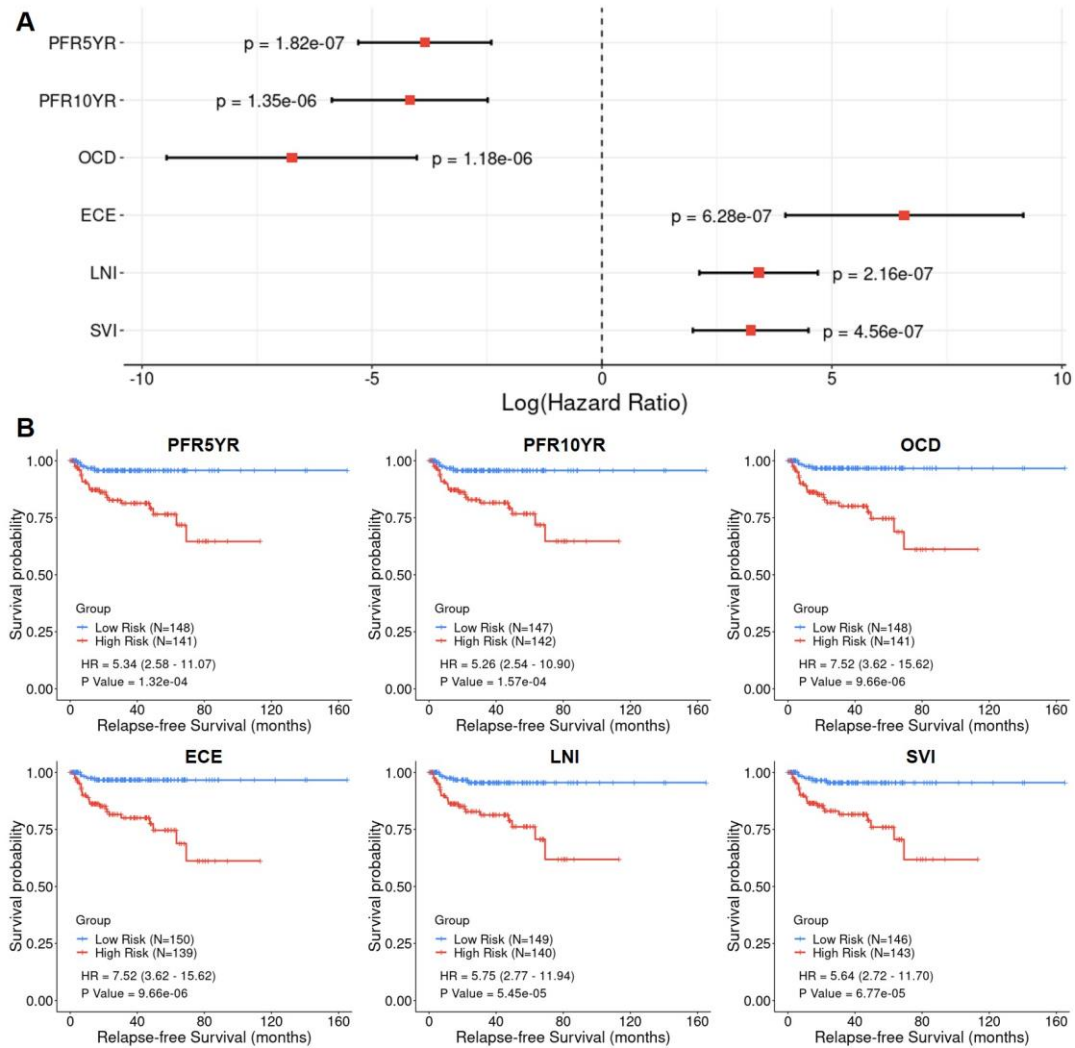 A
PFR5YR
p = 1.82e-07
PFR10YR
p = 1.35e-06
OCD
p = 1.18e-06
ECE
p = 6.28e-07
LNI
p = 2.16e-07
SVI
p = 4.56e-07
-10 -5 0 5 10
Log(Hazard Ratio)
B
PFR5YR
Survival probability
1.00
0.75
0.50
0.25
0.00
Group
Low Risk (N=148)
High Risk (N=141)
HR = 5.34 (2.58 - 11.07)
P Value = 1.32e-04
0 40 80 120 160
Relapse-free Survival (months)
PFR10YR
Survival probability
1.00
0.75
0.50
0.25
0.00
Group
Low Risk (N=147)
High Risk (N=142)
HR = 5.26 (2.54 - 10.90)
P Value = 1.57e-04
0 40 80 120 160
Relapse-free Survival (months)
OCD
Survival probability
1.00
0.75
0.50
0.25
0.00
Group
Low Risk (N=148)
High Risk (N=141)
HR = 7.52 (3.62 - 15.62)
P Value = 9.66e-06
0 40 80 120 160
Relapse-free Survival (months)
ECE
Survival probability
1.00
0.75
0.50
0.25
0.00
Group
Low Risk (N=150)
High Risk (N=139)
HR = 7.52 (3.62 - 15.62)
P Value = 9.66e-06
0 40 80 120 160
Relapse-free Survival (months)
LNI
Survival probability
1.00
0.75
0.50
0.25
0.00
Group
Low Risk (N=149)
High Risk (N=140)
HR = 5.75 (2.77 - 11.94)
P Value = 5.45e-05
0 40 80 120 160
Relapse-free Survival (months)
SVI
Survival probability
1.00
0.75
0.50
0.25
0.00
Group
Low Risk (N=146)
High Risk (N=143)
HR = 5.64 (2.72 - 11.70)
P Value = 6.77e-05
0 40 80 120 160
Relapse-free Survival (months)